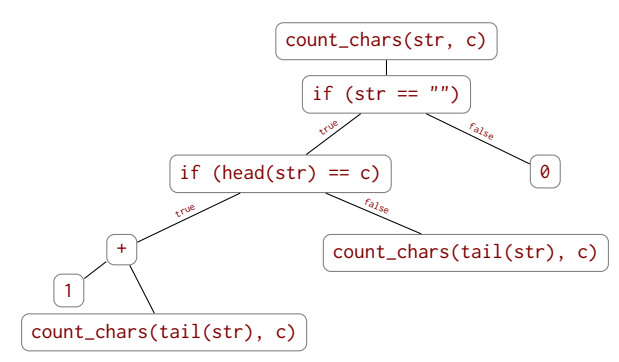 count_chars(str, c)
if (str == "")
true
false
if (head(str) == c)
0
true
false
+
count_chars(tail(str), c)
1
count_chars(tail(str), c)